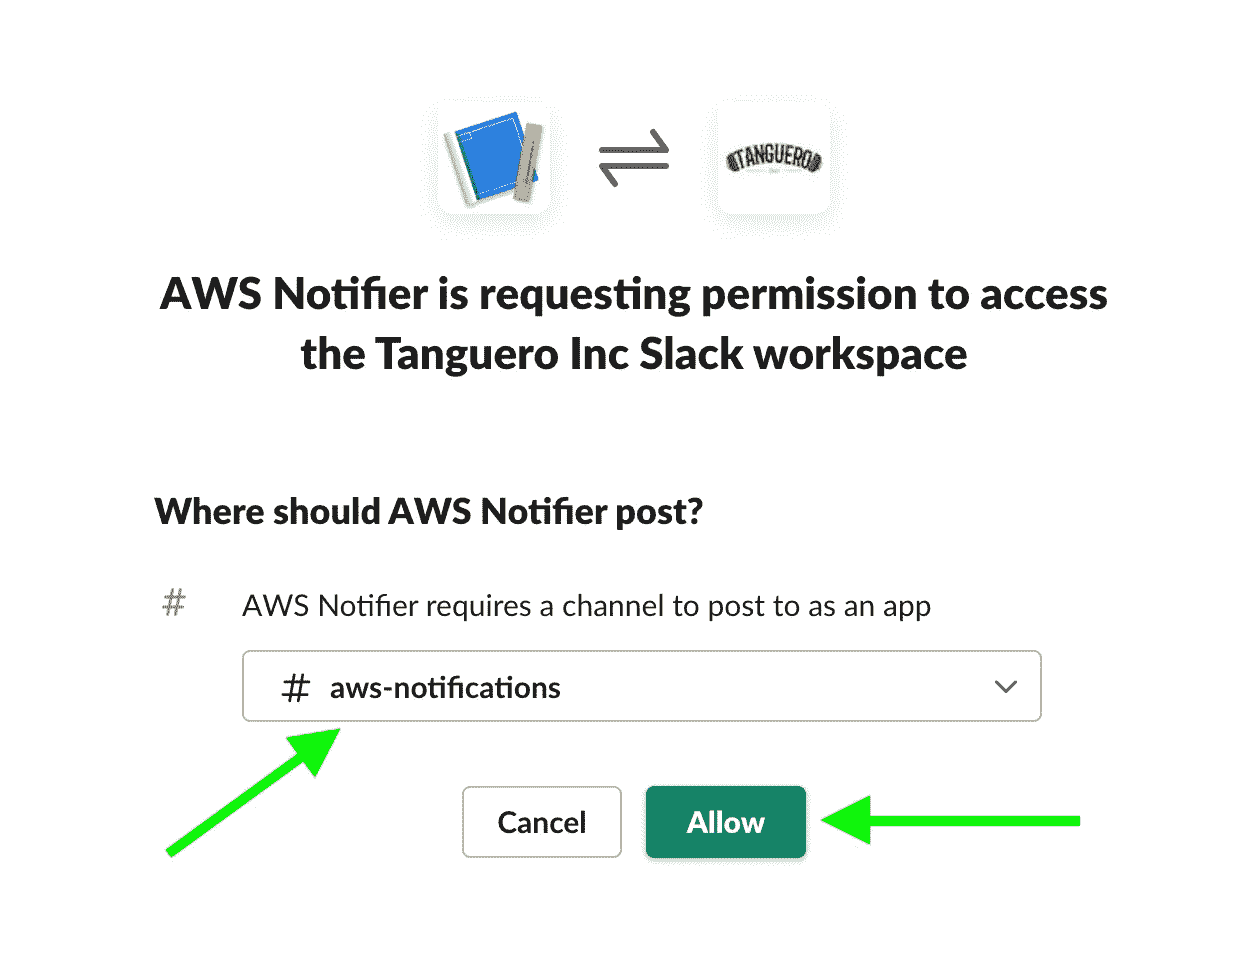 TANGUERO
AWS Notifier is requesting permission to access
the Tanguero Inc Slack workspace
Where should AWS Notifier post?
# AWS Notifier requires a channel to post to as an app
# aws-notifications
Cancel Allow